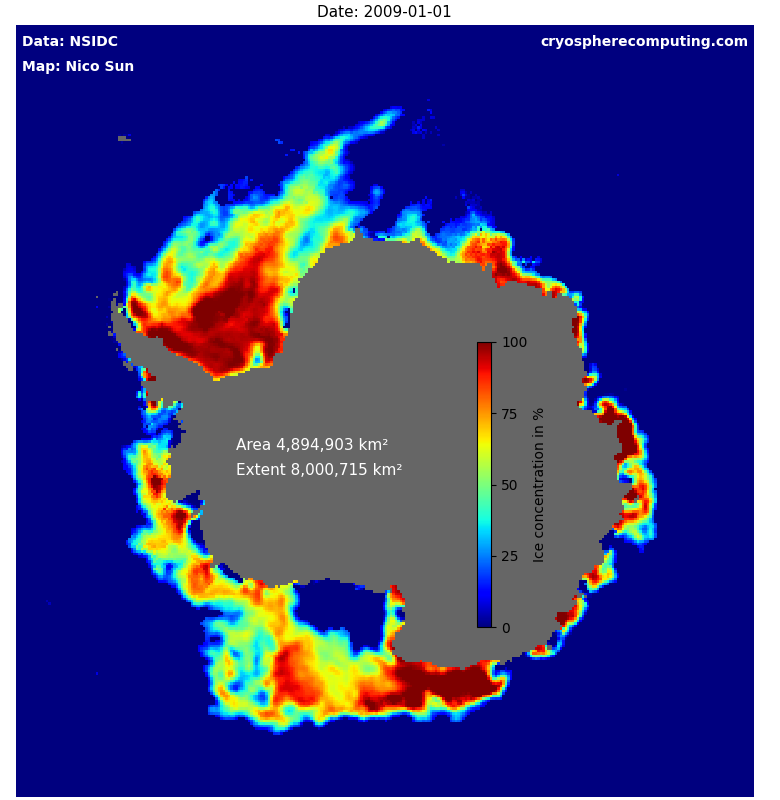 Date: 2009-01-01
Data: NSIDC
cryospherecomputing.com
Map: Nico Sun
100
75
50
25
0
Ice concentration in %
Area 4,894,903 km²
Extent 8,000,715 km²